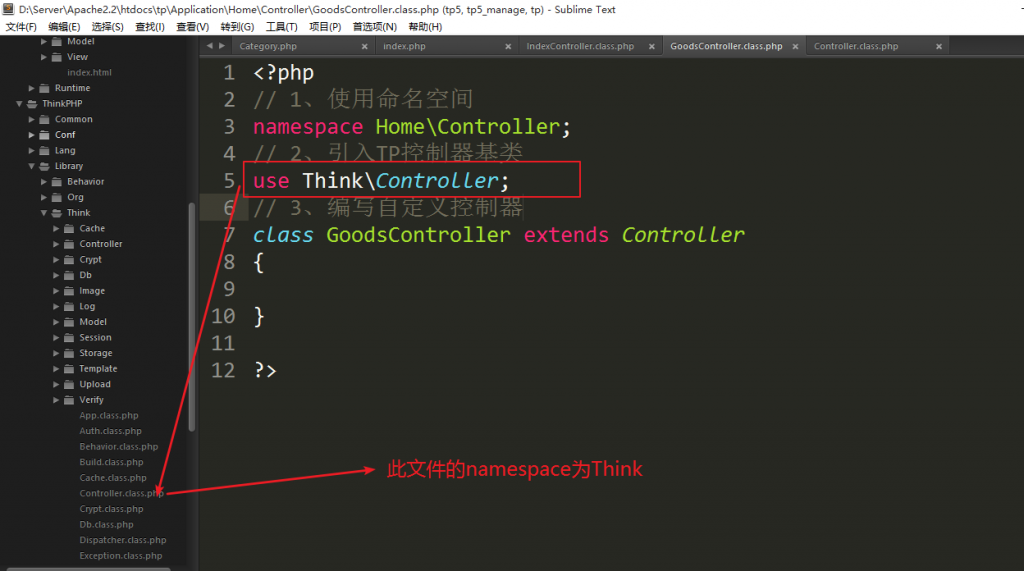 D:\Server\Apache2.2\htdocs\tp\Application\Home\Controller\GoodsController.class.php (tp5, tp5_manage, tp) - Sublime Text
文件(F) 编辑(E) 选择(S) 查找(I) 查看(V) 转到(G) 工具(T) 项目(P) 首选项(N) 帮助(H)
Model
View
index.html
Runtime
ThinkPHP
Common
Conf
Lang
Library
Behavior
Org
Think
Cache
Controller
Crypt
Db
Image
Log
Model
Session
Storage
Template
Upload
Verify
App.class.php
Auth.class.php
Behavior.class.php
Build.class.php
Cache.class.php
Controller.class.php
Crypt.class.php
Db.class.php
Dispatcher.class.php
Exception.class.php
Category.php × index.php × IndexController.class.php × GoodsController.class.php × Controller.class.php ×
1 <?php
2 // 1、使用命名空间
3 namespace Home\Controller;
4 // 2、引入TP控制器基类
5 use Think\Controller;
6 // 3、编写自定义控制器
7 class GoodsController extends Controller
8 {
9
10 }
11
12 ?>
此文件的namespace为Think